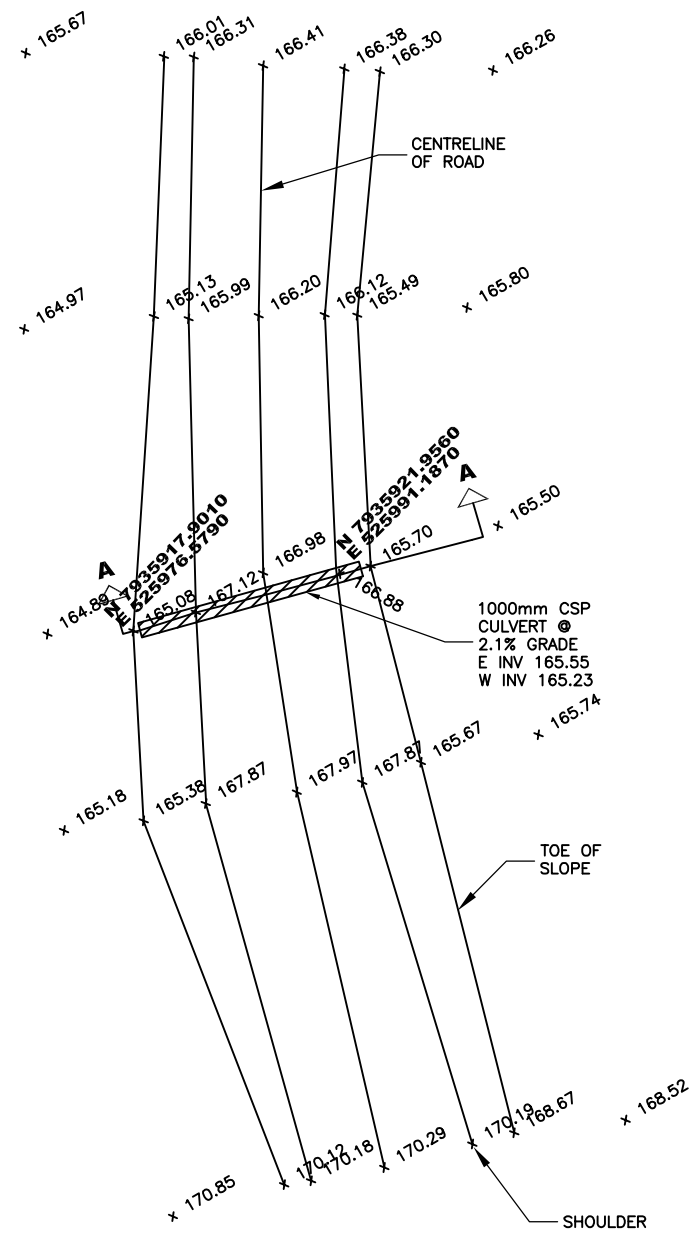 165.67
166.01
166.31
166.41
166.38
166.30
166.26
CENTRELINE
OF ROAD
164.97
165.13
165.99
166.20
166.12
165.49
165.80
N 7935921.9560
E 525991.1870
A
165.50
N 7935917.9010
E 525976.5790
A
164.89
165.08
167.12
166.98
166.88
165.70
1000mm CSP
CULVERT @
2.1% GRADE
E INV 165.55
W INV 165.23
165.18
165.38
167.87
167.97
167.87
165.67
165.74
TOE OF
SLOPE
170.85
170.12
170.18
170.29
170.19
168.67
168.52
SHOULDER